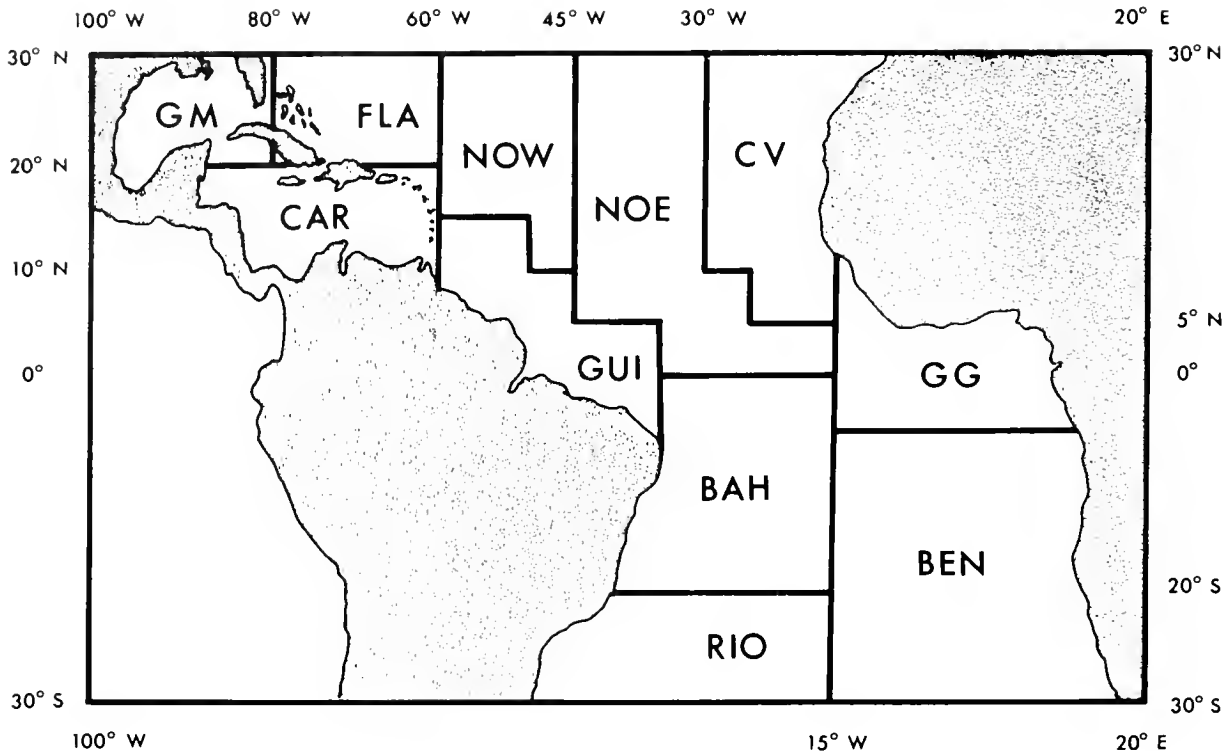 100° W 80° W 60° W 45° W 30° W 20° E
30° N 30° N
GM FLA
NOW CV
20° N
NOE
CAR
10° N
5° N
GUI GG
0° 0°
BAH
BEN
20° S
RIO
30° S 30° S
100° W 15° W 20° E